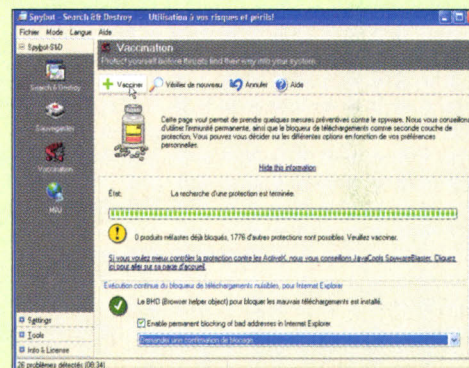 Spybot - Search & Destroy - Utilisation à vos risques et périls!
Fichier Mode Langue Aide
Spybot-S&D
Search & Destroy
Sauvegardes
Vaccination
MàJ
Settings
Tools
Info & License
Vaccination
Protect yourself before threats find their way into your system.
Vacciner Vérifier de nouveau Annuler Aide
Cette page vouz permet de prendre quelques mesures préventives contre le spyware. Nous vous conseillons
d'utiliser l'immunité permanente, ainsi que le bloqueur de téléchargements comme seconde couche de
protection. Vous pouvez vous décider sur les différentes options en fonction de vos préférences
personnelles.
Hide this information
État: La recherche d'une protection est terminée.
0 produits néfastes déjà bloqués, 1776 d'autres protections sont possibles. Veuillez vacciner.
Si vous voulez mieux contrôler la protection contre les ActiveX, nous vous conseillons JavaCools SpywareBlaster. Cliquez
ici pour aller sur sa page d'accueil.
Exécution continue du bloqueur de téléchargements nuisibles, pour Internet Explorer
Le BHO (Browser helper object) pour bloquer les mauvais téléchargements est installé.
Enable permanent blocking of bad addresses in Internet Explorer
Demander une confirmation de blocage
26 problèmes détectés (08:34)